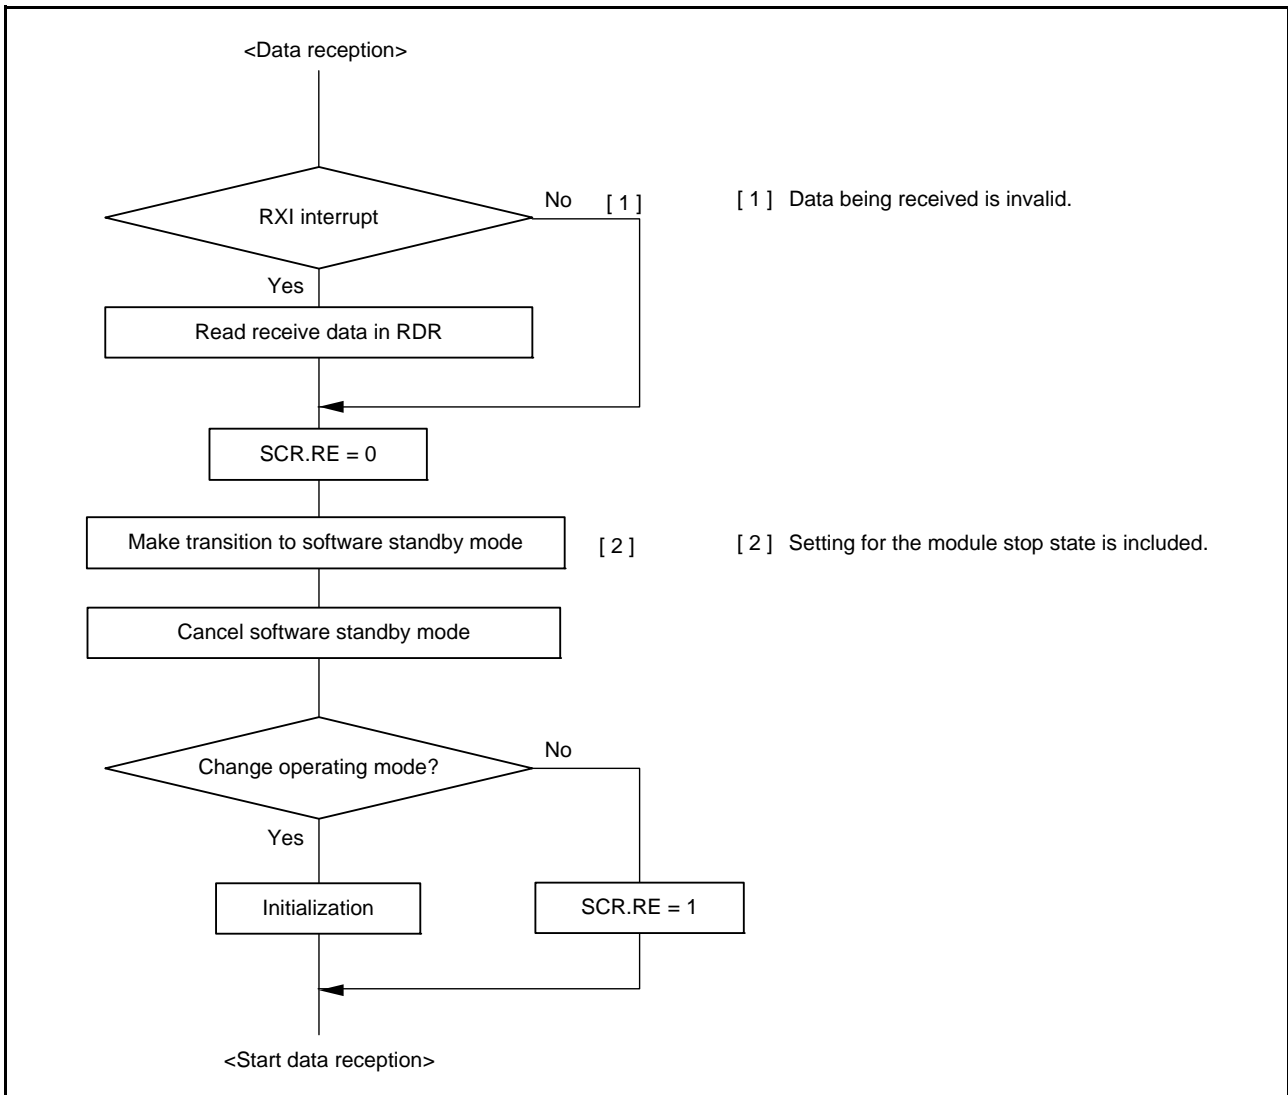 <Data reception>
RXI interrupt
No [ 1 ]
[ 1 ] Data being received is invalid.
Yes
Read receive data in RDR
SCR.RE = 0
Make transition to software standby mode
[ 2 ]
[ 2 ] Setting for the module stop state is included.
Cancel software standby mode
Change operating mode?
No
Yes
Initialization
SCR.RE = 1
<Start data reception>